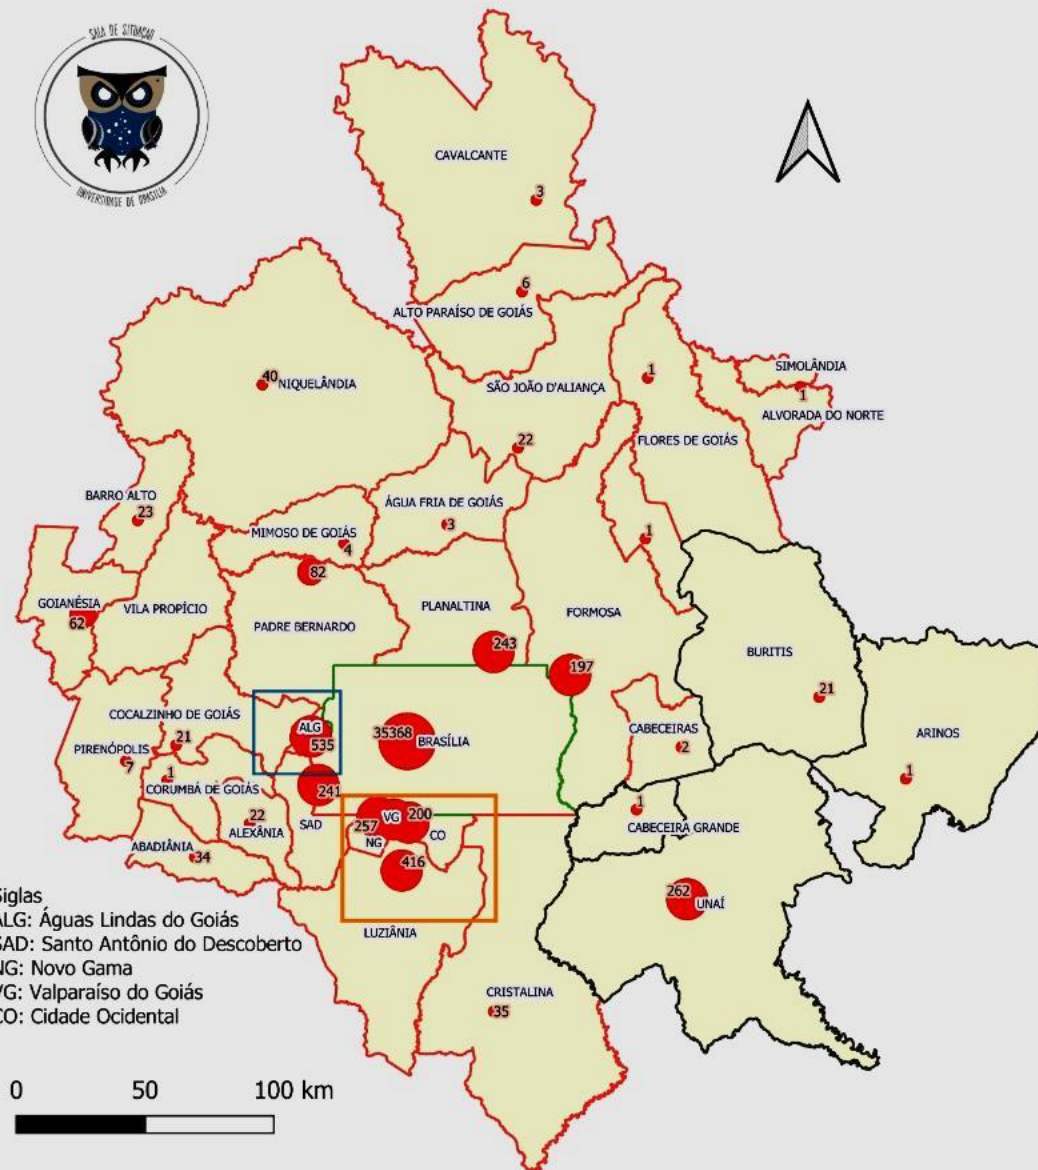 SALA DE SITUAÇÃO
UNIVERSIDADE DE BRASÍLIA
CAVALCANTE
3
6
ALTO PARAÍSO DE GOIÁS
40
NIQUELÂNDIA
SÃO JOÃO D'ALIANÇA
1
SIMOLÂNDIA
1
ALVORADA DO NORTE
22
FLORES DE GOIÁS
BARRO ALTO
23
ÁGUA FRIA DE GOIÁS
3
MIMOSO DE GOIÁS
4
1
82
GOIANÉSIA
62
VILA PROPÍCIO
PADRE BERNARDO
PLANALTINA
FORMOSA
243
197
BURITIS
21
COCALZINHO DE GOIÁS
21
ALG
535
35368
BRASÍLIA
CABECEIRAS
2
ARINOS
1
PIRENÓPOLIS
7
1
CORUMBÁ DE GOIÁS
241
22
ALEXÂNIA
SAD
257
VG
200
NG
CO
1
CABECEIRA GRANDE
ABADIÂNIA
34
416
262
UNAÍ
LUZIÂNIA
CRISTALINA
35
Siglas
ALG: Águas Lindas do Goiás
SAD: Santo Antônio do Descoberto
NG: Novo Gama
VG: Valparaíso do Goiás
CO: Cidade Ocidental
0 50 100 km